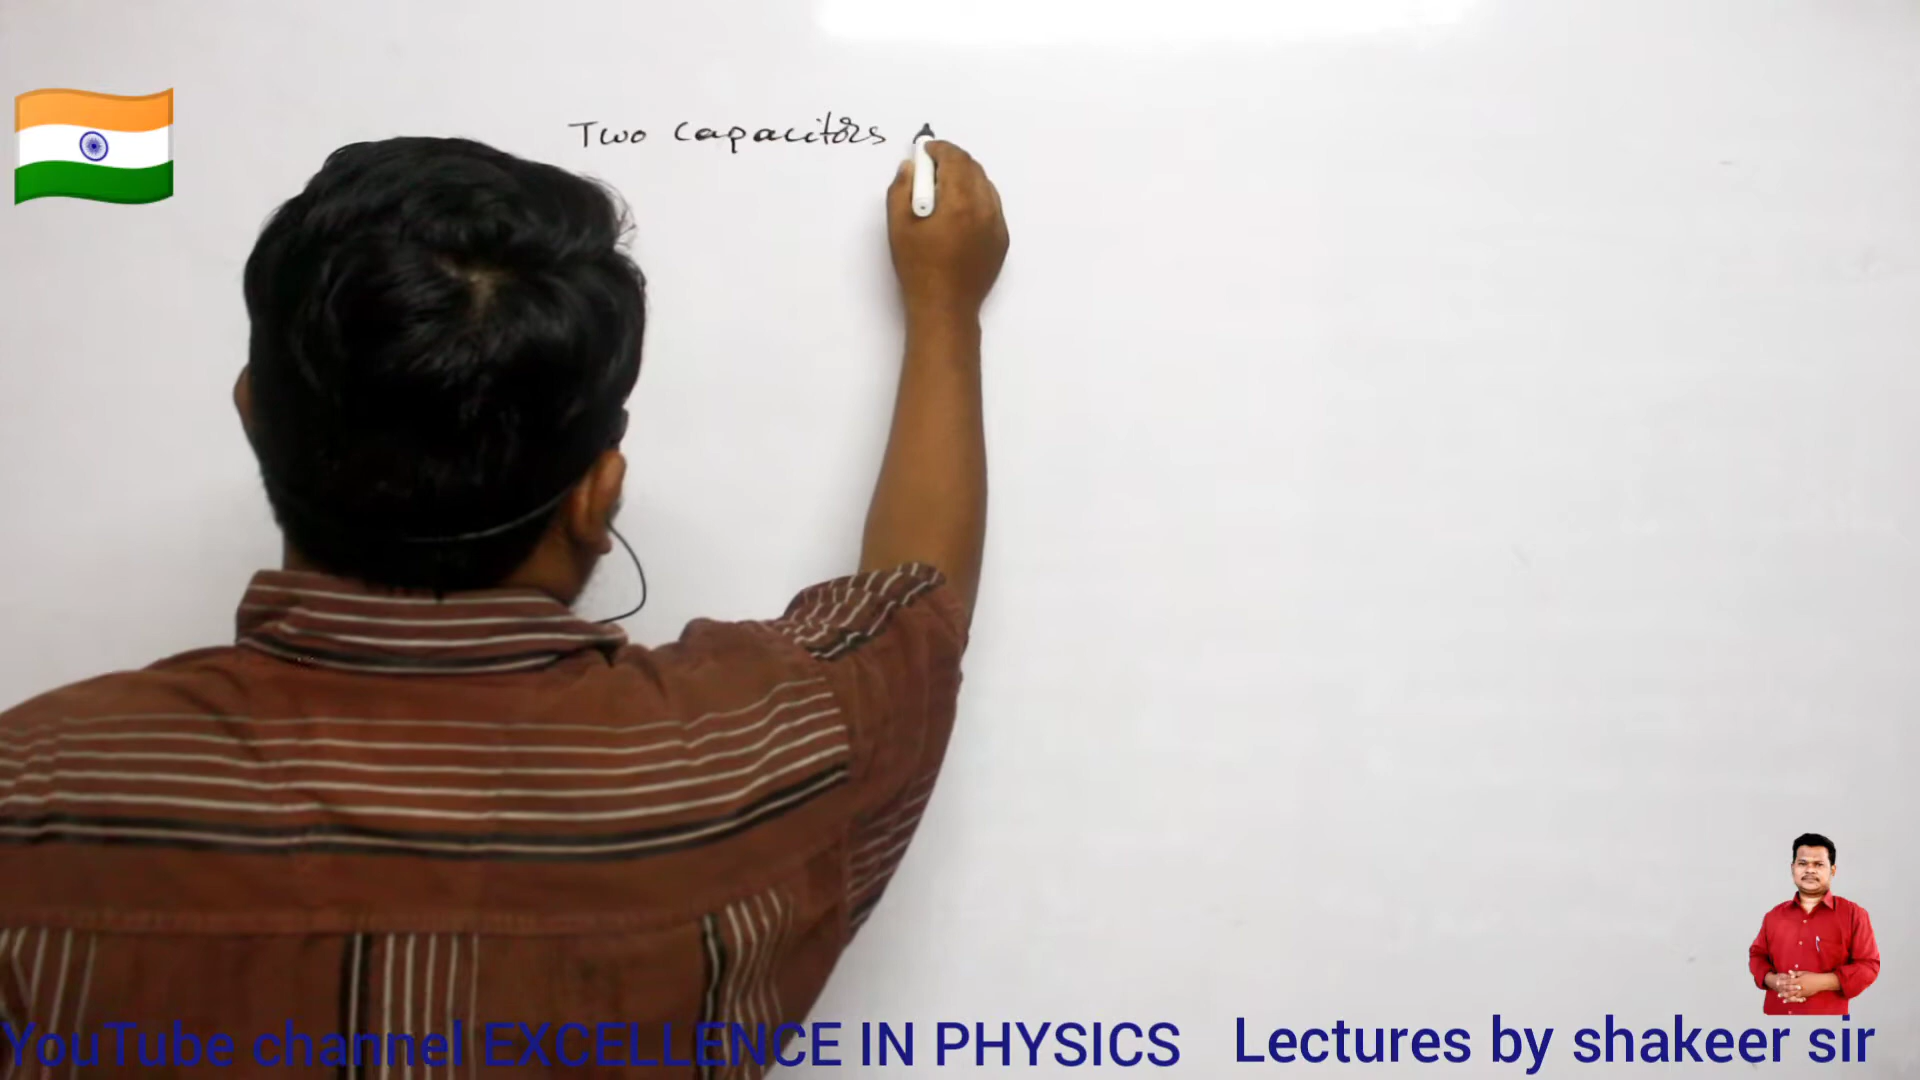 Two capacitors
YouTube channel EXCELLENCE IN PHYSICS
Lectures by shakeer sir